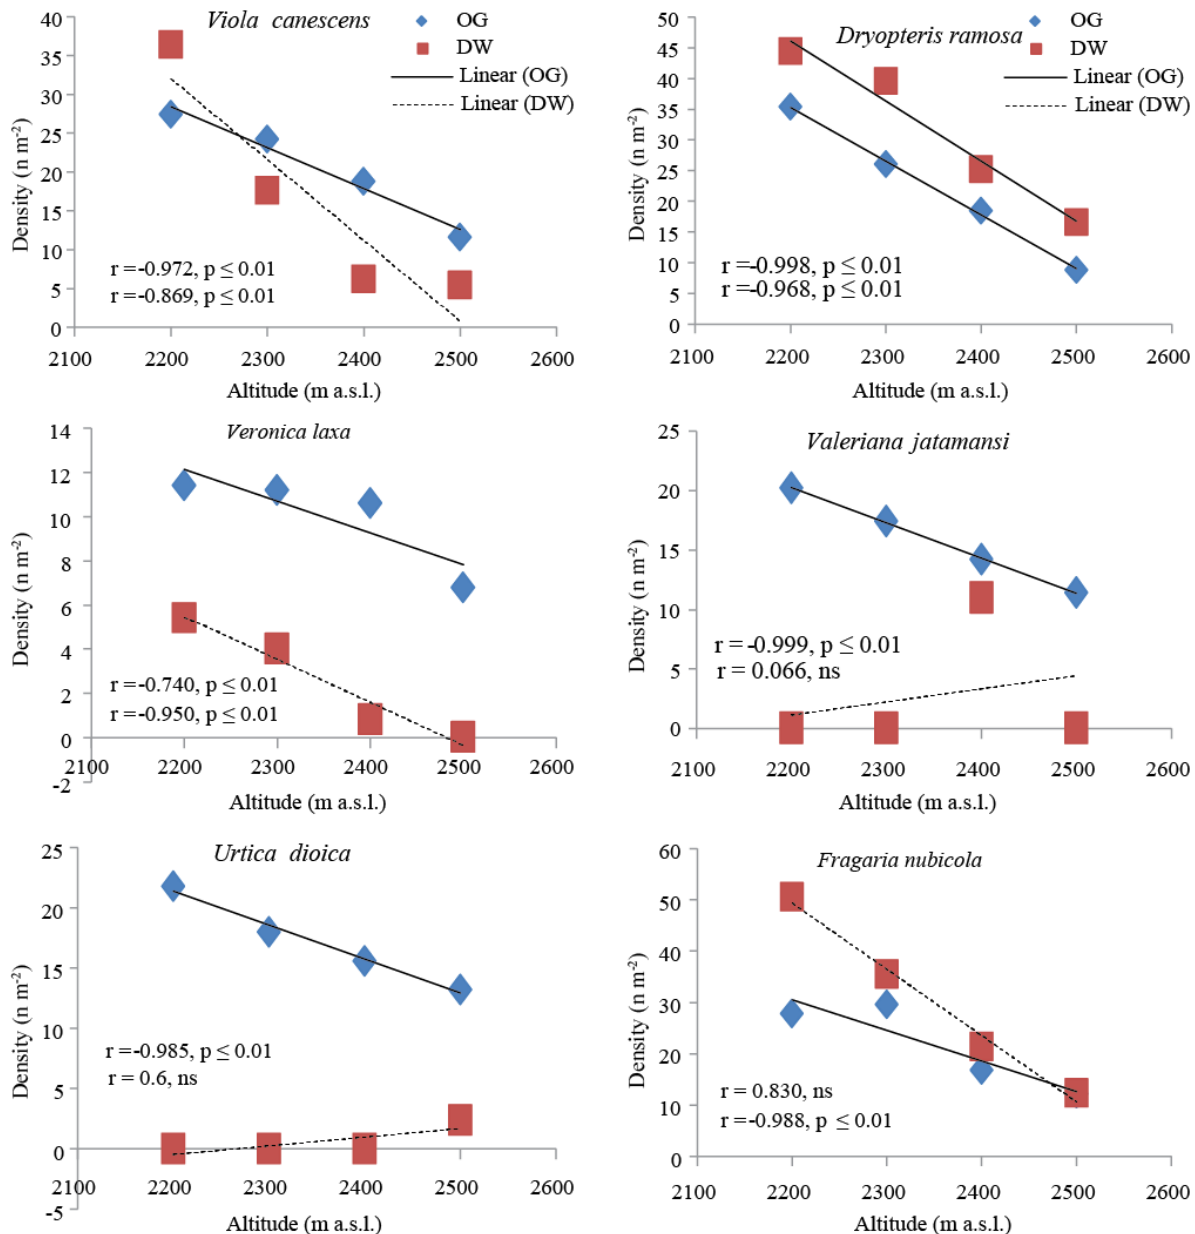 Viola canescens
OG
DW
Linear (OG)
Linear (DW)
40
35
30
25
20
15
10
5
0
Density (n m-2)
r =-0.972, p ≤ 0.01
r =-0.869, p ≤ 0.01
2100 2200 2300 2400 2500 2600
Altitude (m a.s.l.)
Dryopteris ramosa
OG
DW
Linear (OG)
Linear (DW)
50
45
40
35
30
25
20
15
10
5
0
Density (n m-2)
r =-0.998, p ≤ 0.01
r =-0.968, p ≤ 0.01
2100 2200 2300 2400 2500 2600
Altitude (m a.s.l.)
Veronica laxa
14
12
10
8
6
4
2
0
-2
Density (n m-2)
r =-0.740, p ≤ 0.01
r =-0.950, p ≤ 0.01
2100 2200 2300 2400 2500 2600
Altitude (m a.s.l.)
Valeriana jatamansi
25
20
15
10
5
0
Density (n m-2)
r = -0.999, p ≤ 0.01
r = 0.066, ns
2100 2200 2300 2400 2500 2600
Altitude (m a.s.l.)
Urtica dioica
25
20
15
10
5
0
-5
Density (n m-2)
r =-0.985, p ≤ 0.01
r = 0.6, ns
2100 2200 2300 2400 2500 2600
Altitude (m a.s.l.)
Fragaria nubicola
60
50
40
30
20
10
0
Density (n m-2)
r = 0.830, ns
r =-0.988, p ≤ 0.01
2100 2200 2300 2400 2500 2600
Altitude (m a.s.l.)